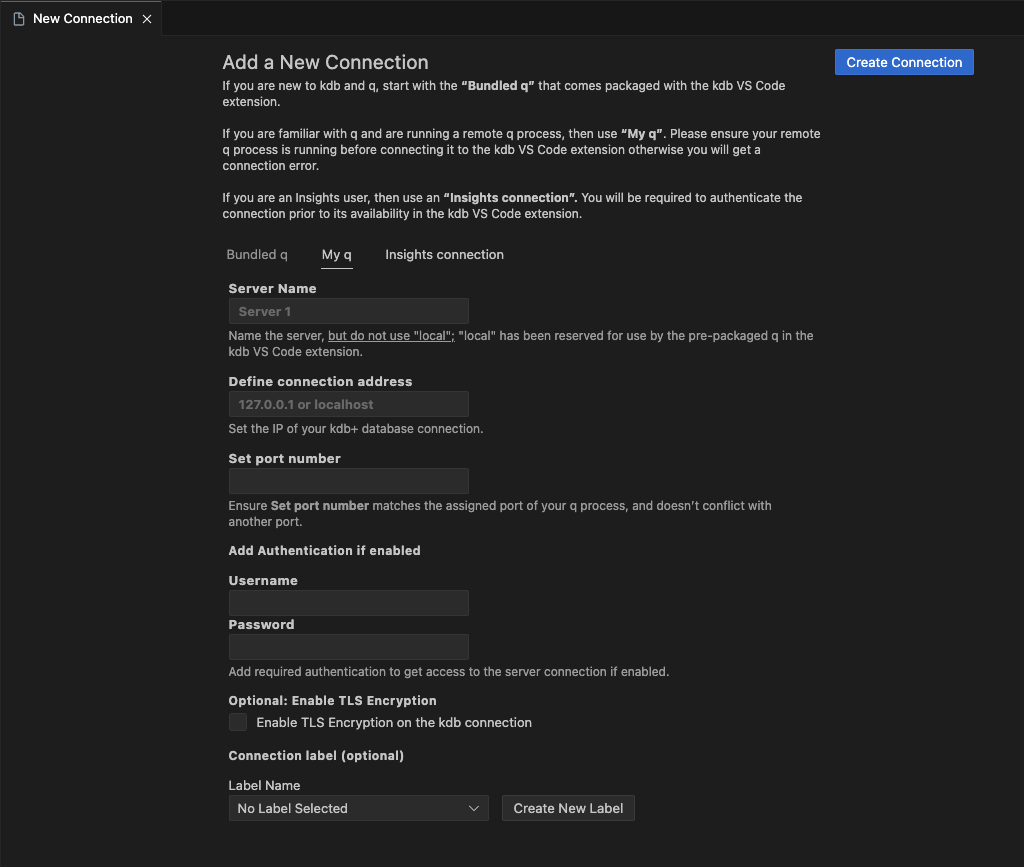 New Connection
Add a New Connection
Create Connection
If you are new to kdb and q, start with the “Bundled q” that comes packaged with the kdb VS Code
extension.
If you are familiar with q and are running a remote q process, then use “My q”. Please ensure your remote
q process is running before connecting it to the kdb VS Code extension otherwise you will get a
connection error.
If you are an Insights user, then use an “Insights connection”. You will be required to authenticate the
connection prior to its availability in the kdb VS Code extension.
Bundled q
My q
Insights connection
Server Name
Server 1
Name the server, but do not use "local"; "local" has been reserved for use by the pre-packaged q in the
kdb VS Code extension.
Define connection address
127.0.0.1 or localhost
Set the IP of your kdb+ database connection.
Set port number
Ensure Set port number matches the assigned port of your q process, and doesn’t conflict with
another port.
Add Authentication if enabled
Username
Password
Add required authentication to get access to the server connection if enabled.
Optional: Enable TLS Encryption
Enable TLS Encryption on the kdb connection
Connection label (optional)
Label Name
No Label Selected
Create New Label